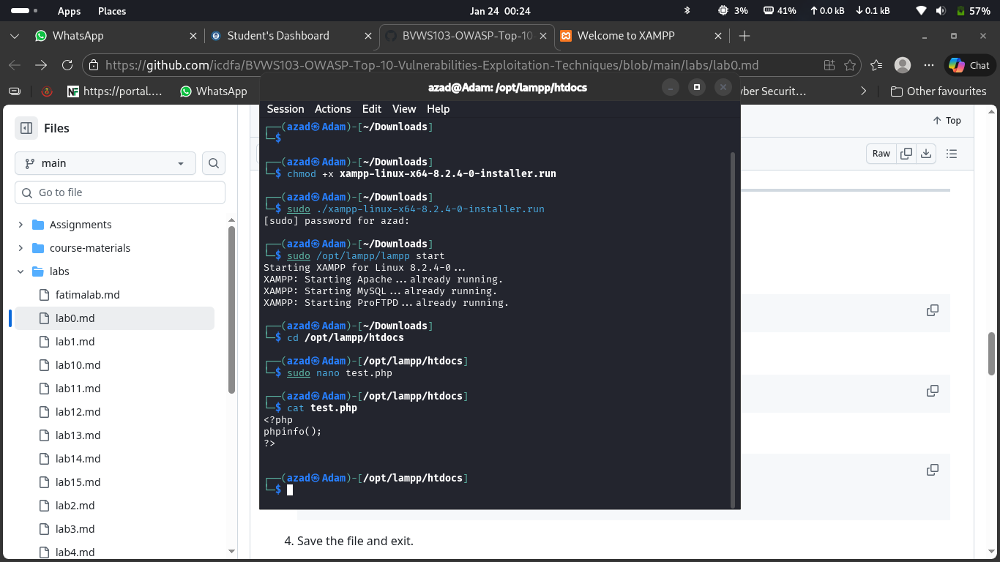 Apps Places Jan 24 00:24 3% 41% 0.0 kB 0.1 kB 57%
WhatsApp Student's Dashboard BVWS103-OWASP-Top-10 Welcome to XAMPP
https://github.com/icdfa/BVWS103-OWASP-Top-10-Vulnerabilities-Exploitation-Techniques/blob/main/labs/lab0.md Chat
https://portal.... WhatsApp yber Securit... Other favourites
azad@Adam: /opt/lampp/htdocs
Session Actions Edit View Help
┌──(azad㉿Adam)-[~/Downloads]
└─$
┌──(azad㉿Adam)-[~/Downloads]
└─$ chmod +x xampp-linux-x64-8.2.4-0-installer.run
┌──(azad㉿Adam)-[~/Downloads]
└─$ sudo ./xampp-linux-x64-8.2.4-0-installer.run
[sudo] password for azad:
┌──(azad㉿Adam)-[~/Downloads]
└─$ sudo /opt/lampp/lampp start
Starting XAMPP for Linux 8.2.4-0...
XAMPP: Starting Apache...already running.
XAMPP: Starting MySQL...already running.
XAMPP: Starting ProFTPD...already running.
┌──(azad㉿Adam)-[~/Downloads]
└─$ cd /opt/lampp/htdocs
┌──(azad㉿Adam)-[/opt/lampp/htdocs]
└─$ sudo nano test.php
┌──(azad㉿Adam)-[/opt/lampp/htdocs]
└─$ cat test.php
<?php
phpinfo();
?>
┌──(azad㉿Adam)-[/opt/lampp/htdocs]
└─$
Files
main
Go to file
Assignments
course-materials
labs
fatimalab.md
lab0.md
lab1.md
lab10.md
lab11.md
lab12.md
lab13.md
lab14.md
lab15.md
lab2.md
lab3.md
lab4.md
Top
Raw
4. Save the file and exit.